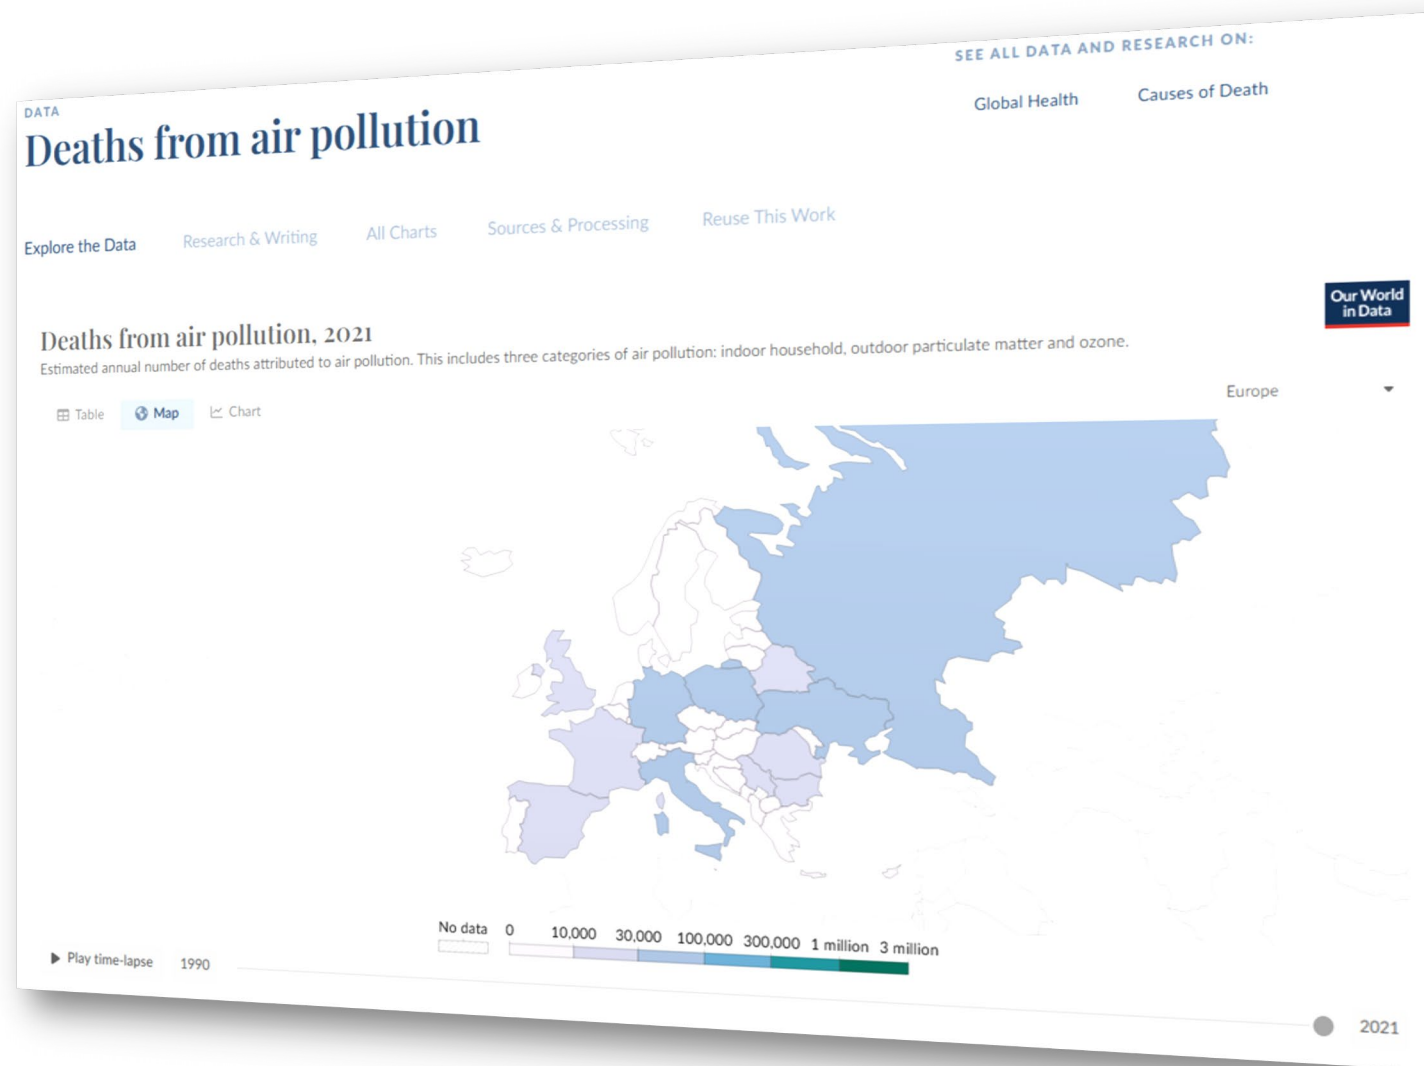 DATA
Deaths from air pollution
SEE ALL DATA AND RESEARCH ON:
Global Health
Causes of Death
Explore the Data
Research & Writing
All Charts
Sources & Processing
Reuse This Work
Our World
in Data
Deaths from air pollution, 2021
Estimated annual number of deaths attributed to air pollution. This includes three categories of air pollution: indoor household, outdoor particulate matter and ozone.
Table
Map
Chart
Europe
No data
0
10,000
30,000
100,000
300,000
1 million
3 million
Play time-lapse
1990
2021